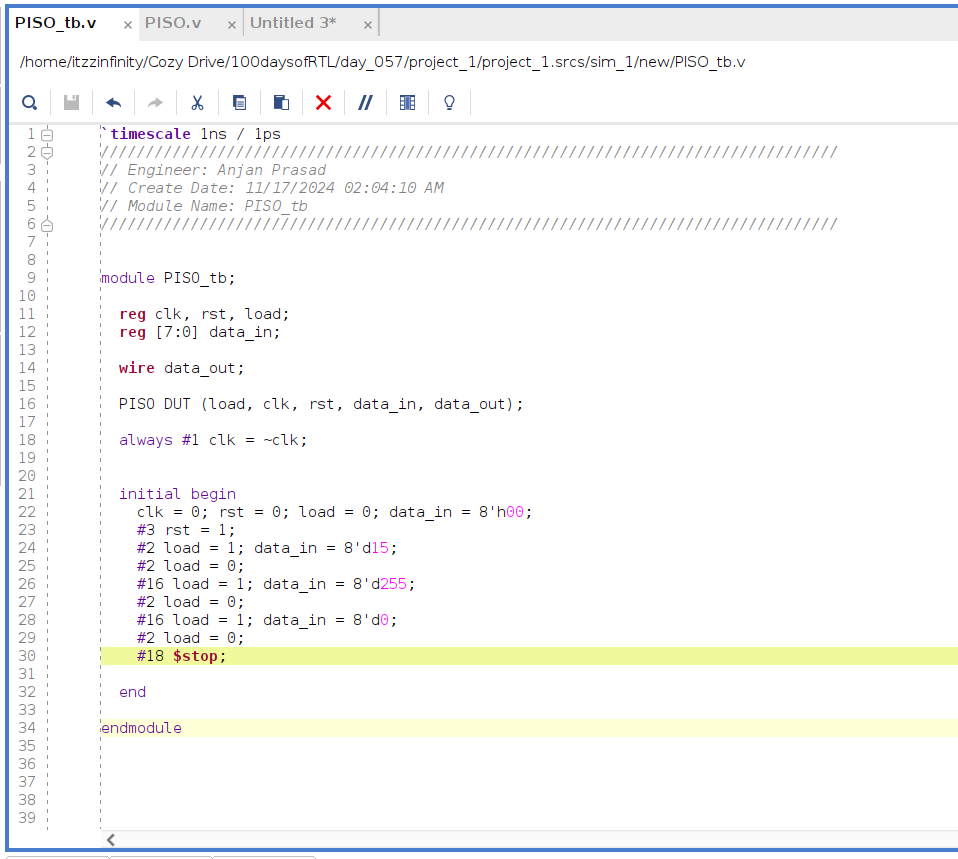 PISO_tb.v × PISO.v × Untitled 3* ×
/home/itzzinfinity/Cozy Drive/100daysofRTL/day_057/project_1/project_1.srcs/sim_1/new/PISO_tb.v
1 `timescale 1ns / 1ps
2 //////////////////////////////////////////////////////////////////////////////////
3 // Engineer: Anjan Prasad
4 // Create Date: 11/17/2024 02:04:10 AM
5 // Module Name: PISO_tb
6 //////////////////////////////////////////////////////////////////////////////////
7
8
9 module PISO_tb;
10
11 reg clk, rst, load;
12 reg [7:0] data_in;
13
14 wire data_out;
15
16 PISO DUT (load, clk, rst, data_in, data_out);
17
18 always #1 clk = ~clk;
19
20
21 initial begin
22 clk = 0; rst = 0; load = 0; data_in = 8'h00;
23 #3 rst = 1;
24 #2 load = 1; data_in = 8'd15;
25 #2 load = 0;
26 #16 load = 1; data_in = 8'd255;
27 #2 load = 0;
28 #16 load = 1; data_in = 8'd0;
29 #2 load = 0;
30 #18 $stop;
31
32 end
33
34 endmodule
35
36
37
38
39